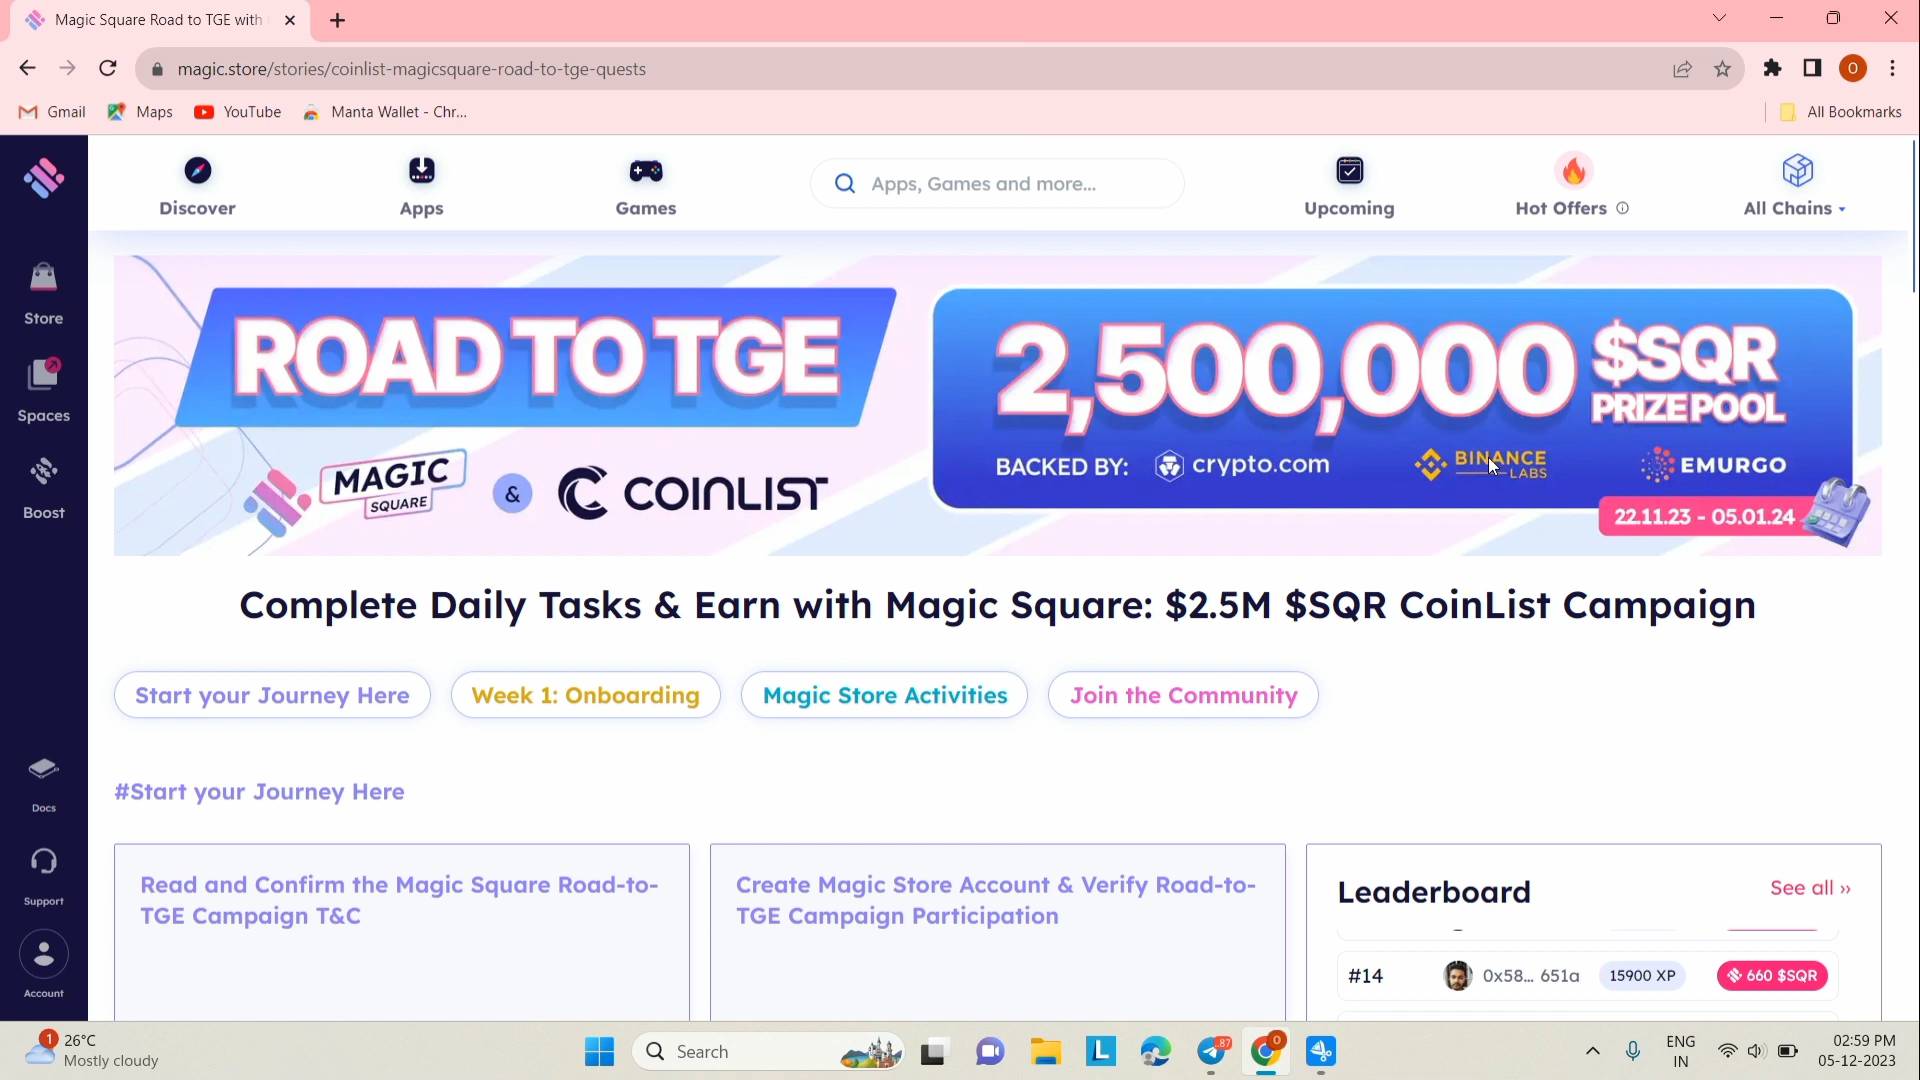 Magic Square Road to TGE with
magic.store/stories/coinlist-magicsquare-road-to-tge-quests
O
Gmail
Maps
YouTube
Manta Wallet - Chr...
All Bookmarks
Discover
Apps
Games
Apps, Games and more...
Upcoming
Hot Offers
All Chains
Store
Spaces
Boost
Docs
Support
Account
ROAD TO TGE
MAGIC
SQUARE
&
COINLIST
2,500,000
$SQR
PRIZE POOL
BACKED BY:
crypto.com
BINANCE
LABS
EMURGO
22.11.23 - 05.01.24
Complete Daily Tasks & Earn with Magic Square: $2.5M $SQR CoinList Campaign
Start your Journey Here
Week 1: Onboarding
Magic Store Activities
Join the Community
#Start your Journey Here
Read and Confirm the Magic Square Road-to-
TGE Campaign T&C
Create Magic Store Account & Verify Road-to-
TGE Campaign Participation
Leaderboard
See all ››
#14
0x58... 651a
15900 XP
660 $SQR
1
26°C
Mostly cloudy
Search
L
87
0
ENG
IN
02:59 PM
05-12-2023